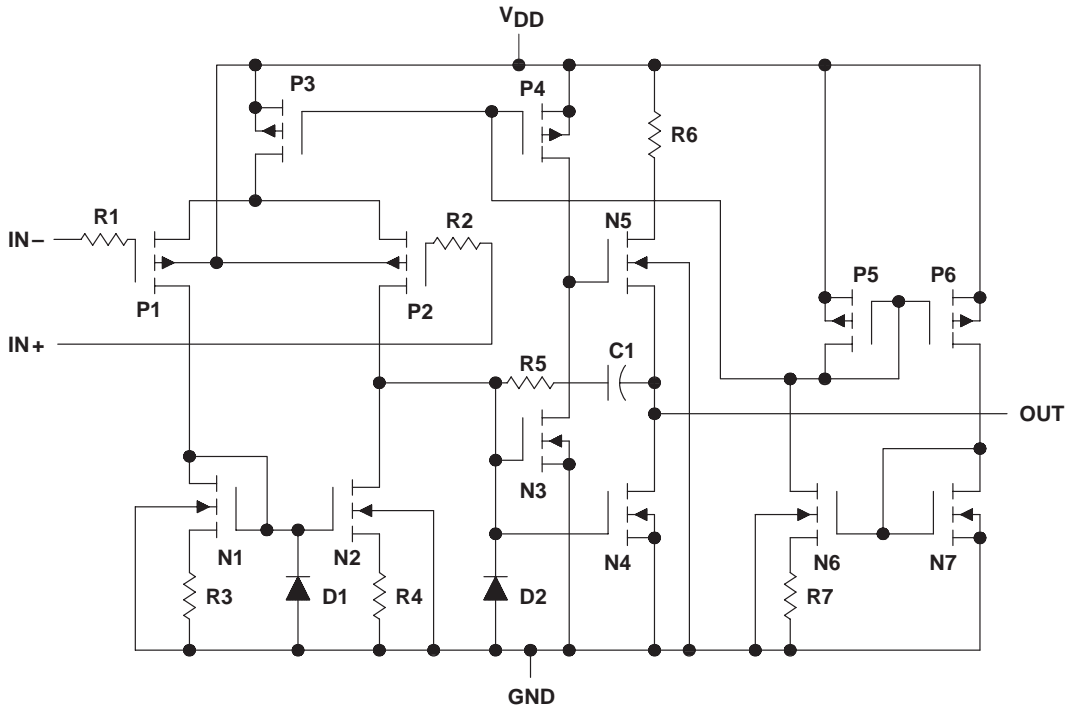 VDD
P3
P4
R6
R1
R2
N5
IN−
P1
P2
P5
P6
IN+
R5
C1
OUT
N3
N1
N2
N4
N6
N7
R3
D1
R4
D2
R7
GND